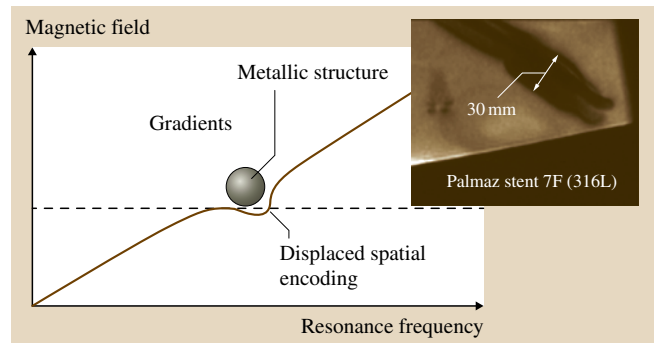 Magnetic field
Metallic structure
Gradients
30 mm
Palmaz stent 7F (316L)
Displaced spatial
encoding
Resonance frequency